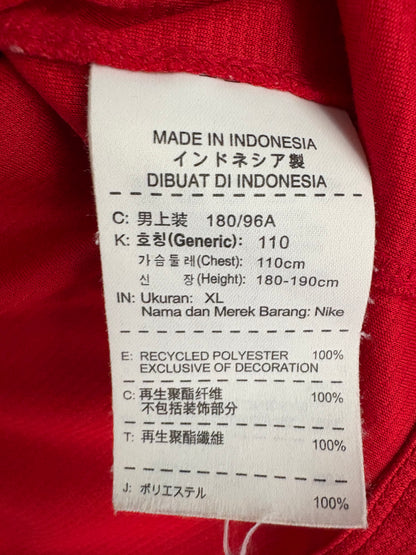 MADE IN INDONESIA
インドネシア製
DIBUAT DI INDONESIA
C: 男上装 180/96A
K: 호칭(Generic): 110
가슴둘레(Chest): 110cm
신 장(Height): 180-190cm
IN: Ukuran: XL
Nama dan Merek Barang: Nike
E: RECYCLED POLYESTER 100%
EXCLUSIVE OF DECORATION
C: 再生聚酯纤维 100%
不包括装饰部分
T: 再生聚酯纖維 100%
J: ポリエステル 100%